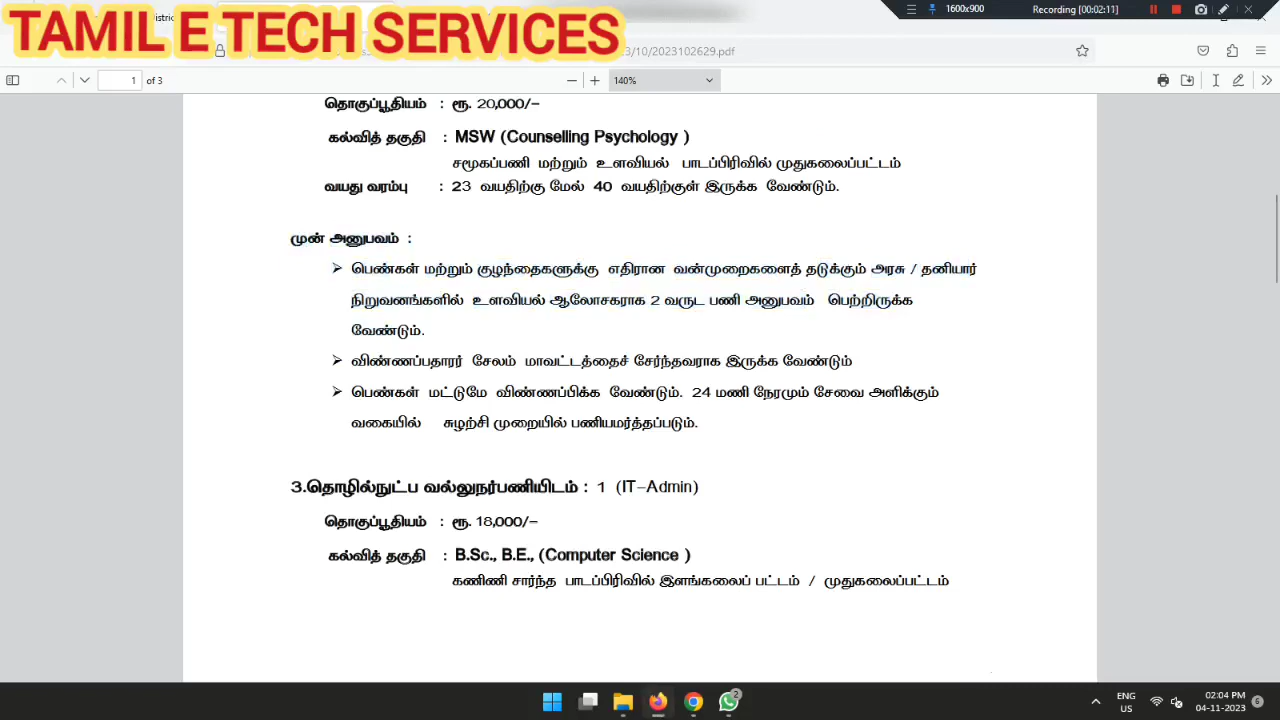 TAMIL E TECH SERVICES
1600x900
Recording [00:02:11]
3/10/2023102629.pdf
1 of 3
140%
தொகுப்பூதியம் : ரூ. 20,000/–
கல்வித் தகுதி : MSW (Counselling Psychology )
சமூகப்பணி மற்றும் உளவியல் பாடப்பிரிவில் முதுகலைப்பட்டம்
வயது வரம்பு : 23 வயதிற்கு மேல் 40 வயதிற்குள் இருக்க வேண்டும்.
முன் அனுபவம் :
➢ பெண்கள் மற்றும் குழந்தைகளுக்கு எதிரான வன்முறைகளைத் தடுக்கும் அரசு / தனியார்
நிறுவனங்களில் உளவியல் ஆலோசகராக 2 வருட பணி அனுபவம் பெற்றிருக்க
வேண்டும்.
➢ விண்ணப்பதாரர் சேலம் மாவட்டத்தைச் சேர்ந்தவராக இருக்க வேண்டும்
➢ பெண்கள் மட்டுமே விண்ணப்பிக்க வேண்டும். 24 மணி நேரமும் சேவை அளிக்கும்
வகையில் சுழற்சி முறையில் பணியமர்த்தப்படும்.
3.தொழில்நுட்ப வல்லுநர்பணியிடம் : 1 (IT–Admin)
தொகுப்பூதியம் : ரூ. 18,000/–
கல்வித் தகுதி : B.Sc., B.E., (Computer Science )
கணிணி சார்ந்த பாடப்பிரிவில் இளங்கலைப் பட்டம் / முதுகலைப்பட்டம்
2
ENG
US
02:04 PM
04-11-2023
6